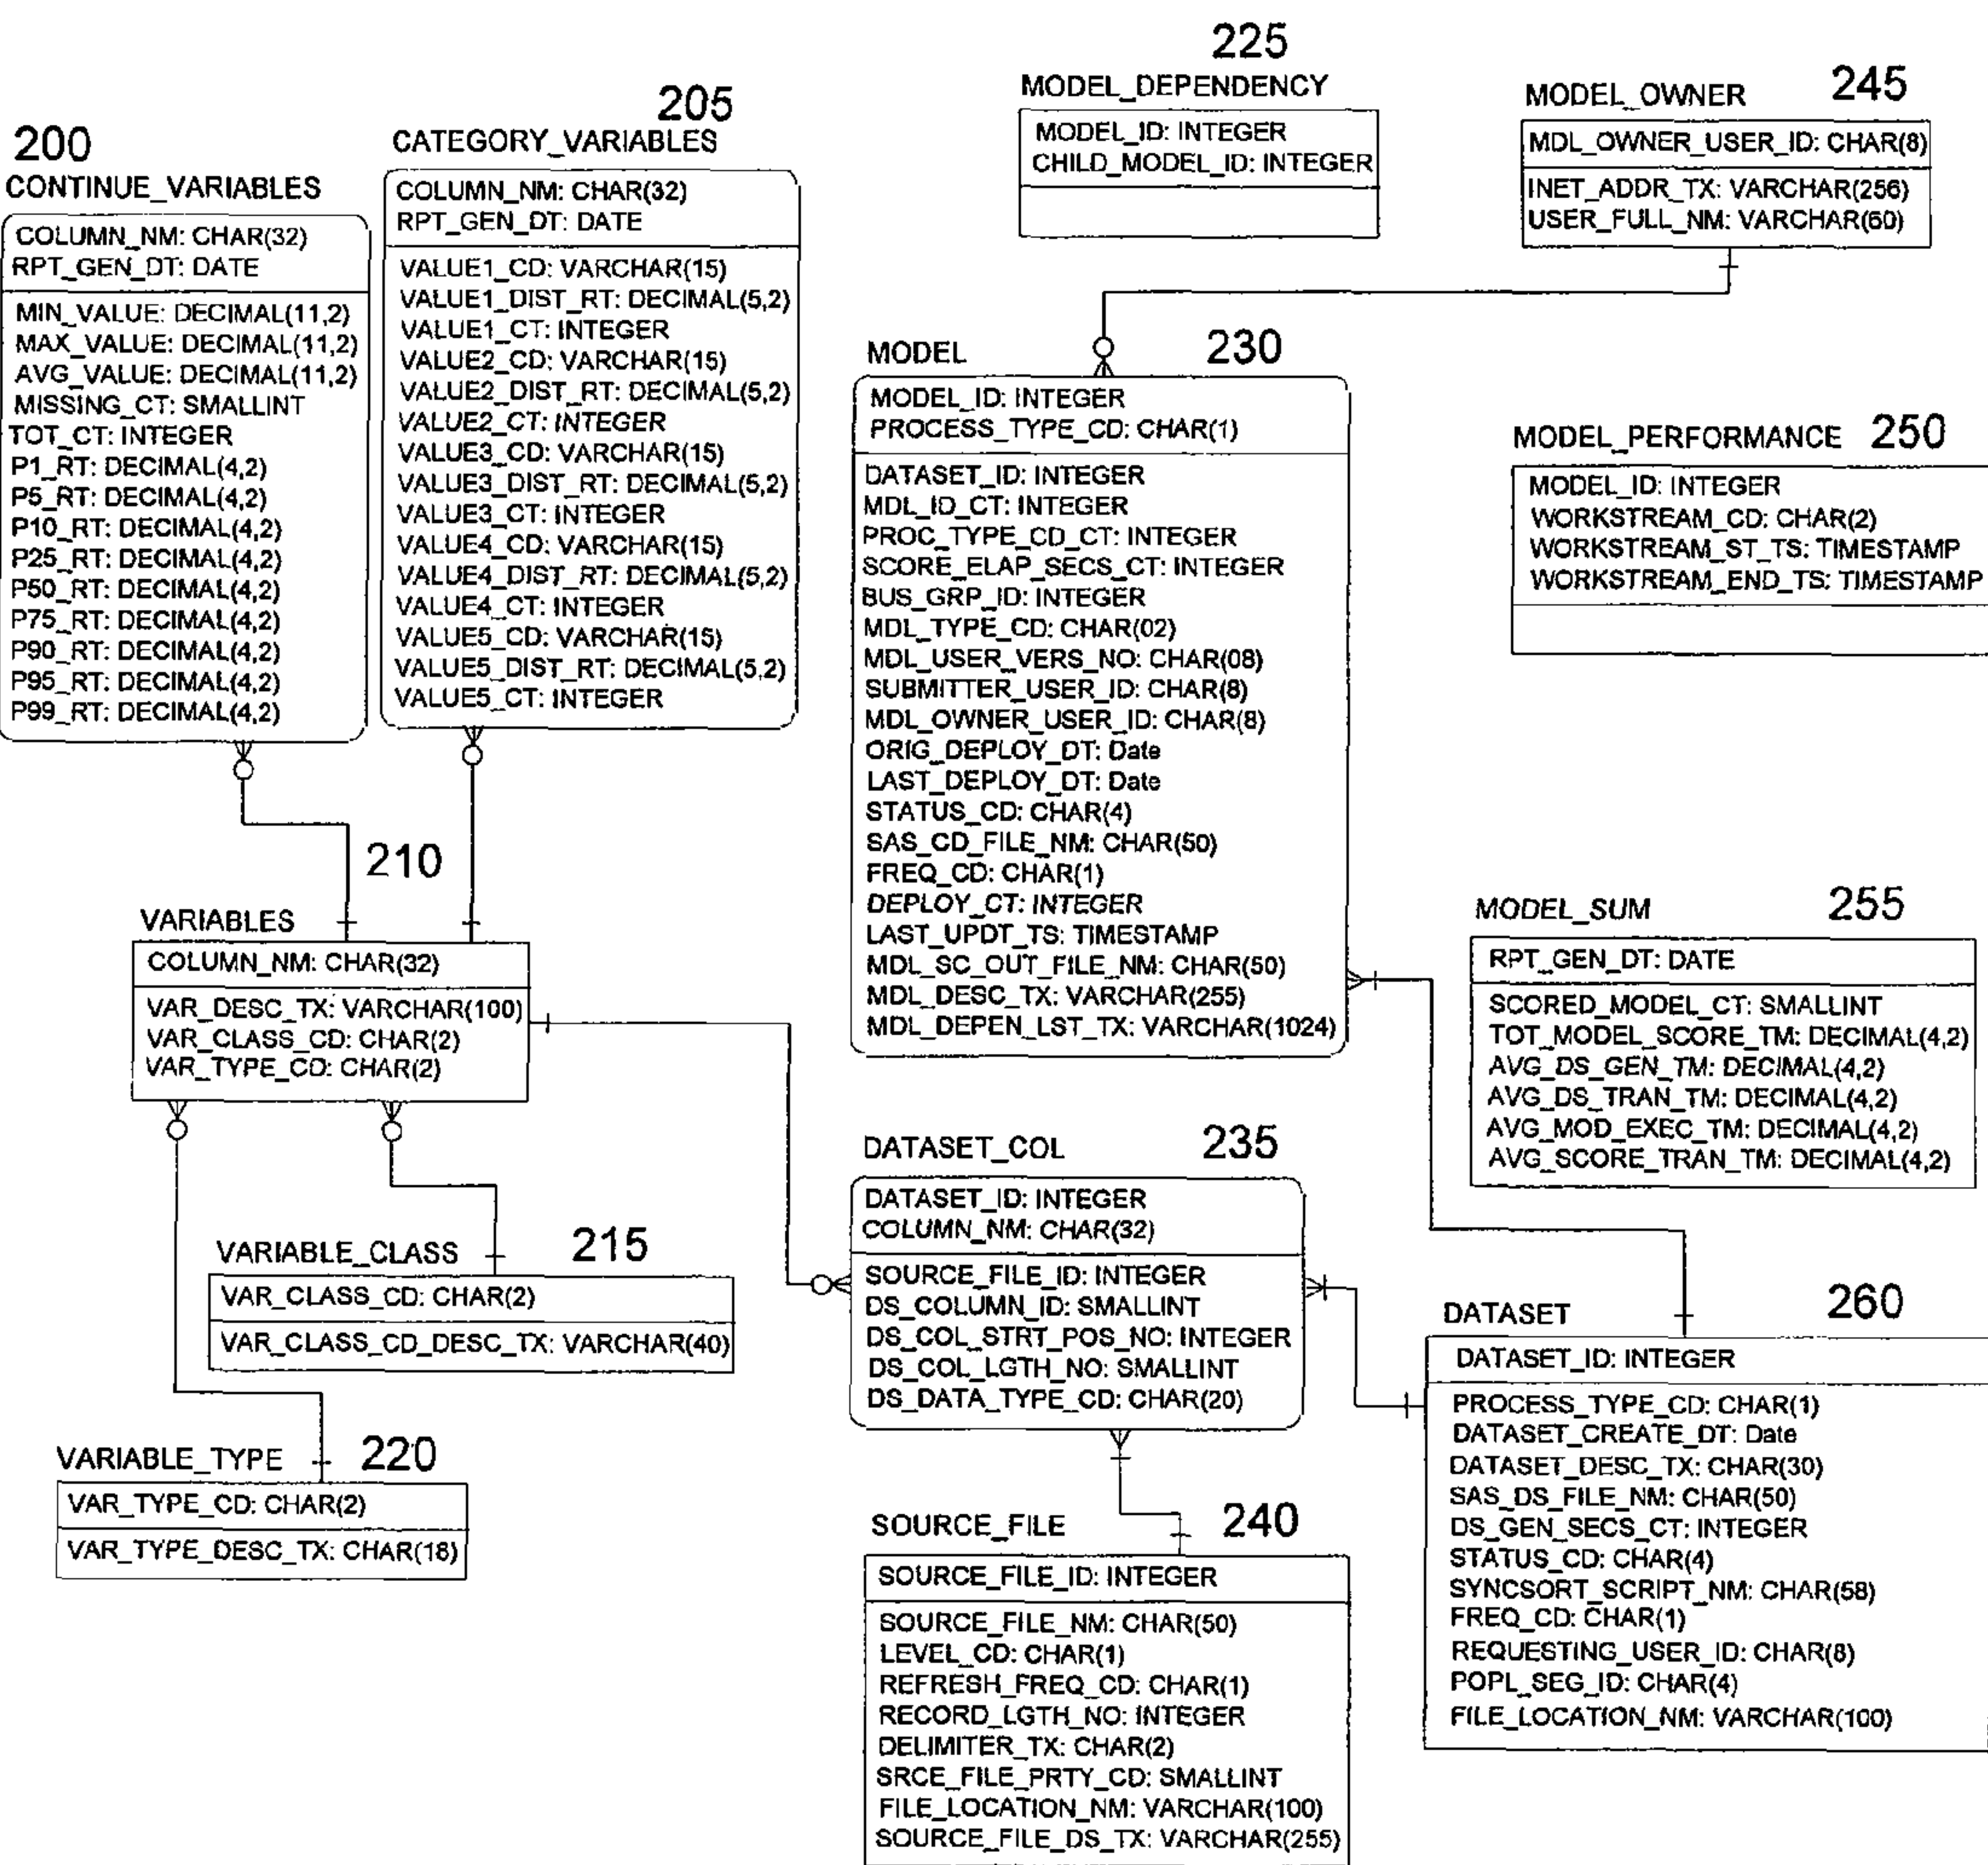 200
CONTINUE_VARIABLES
COLUMN_NM: CHAR(32)
RPT_GEN_DT: DATE
MIN_VALUE: DECIMAL(11,2)
MAX_VALUE: DECIMAL(11,2)
AVG_VALUE: DECIMAL(11,2)
MISSING_CT: SMALLINT
TOT_CT: INTEGER
P1_RT: DECIMAL(4,2)
P5_RT: DECIMAL(4,2)
P10_RT: DECIMAL(4,2)
P25_RT: DECIMAL(4,2)
P50_RT: DECIMAL(4,2)
P75_RT: DECIMAL(4,2)
P90_RT: DECIMAL(4,2)
P95_RT: DECIMAL(4,2)
P99_RT: DECIMAL(4,2)
205
CATEGORY_VARIABLES
COLUMN_NM: CHAR(32)
RPT_GEN_DT: DATE
VALUE1_CD: VARCHAR(15)
VALUE1_DIST_RT: DECIMAL(5,2)
VALUE1_CT: INTEGER
VALUE2_CD: VARCHAR(15)
VALUE2_DIST_RT: DECIMAL(5,2)
VALUE2_CT: INTEGER
VALUE3_CD: VARCHAR(15)
VALUE3_DIST_RT: DECIMAL(5,2)
VALUE3_CT: INTEGER
VALUE4_CD: VARCHAR(15)
VALUE4_DIST_RT: DECIMAL(5,2)
VALUE4_CT: INTEGER
VALUE5_CD: VARCHAR(15)
VALUE5_DIST_RT: DECIMAL(5,2)
VALUE5_CT: INTEGER
210
VARIABLES
COLUMN_NM: CHAR(32)
VAR_DESC_TX: VARCHAR(100)
VAR_CLASS_CD: CHAR(2)
VAR_TYPE_CD: CHAR(2)
VARIABLE_CLASS 215
VAR_CLASS_CD: CHAR(2)
VAR_CLASS_CD_DESC_TX: VARCHAR(40)
VARIABLE_TYPE 220
VAR_TYPE_CD: CHAR(2)
VAR_TYPE_DESC_TX: CHAR(18)
225
MODEL_DEPENDENCY
MODEL_ID: INTEGER
CHILD_MODEL_ID: INTEGER
MODEL 230
MODEL_ID: INTEGER
PROCESS_TYPE_CD: CHAR(1)
DATASET_ID: INTEGER
MDL_ID_CT: INTEGER
PROC_TYPE_CD_CT: INTEGER
SCORE_ELAP_SECS_CT: INTEGER
BUS_GRP_ID: INTEGER
MDL_TYPE_CD: CHAR(02)
MDL_USER_VERS_NO: CHAR(08)
SUBMITTER_USER_ID: CHAR(8)
MDL_OWNER_USER_ID: CHAR(8)
ORIG_DEPLOY_DT: Date
LAST_DEPLOY_DT: Date
STATUS_CD: CHAR(4)
SAS_CD_FILE_NM: CHAR(50)
FREQ_CD: CHAR(1)
DEPLOY_CT: INTEGER
LAST_UPDT_TS: TIMESTAMP
MDL_SC_OUT_FILE_NM: CHAR(50)
MDL_DESC_TX: VARCHAR(255)
MDL_DEPEN_LST_TX: VARCHAR(1024)
DATASET_COL 235
DATASET_ID: INTEGER
COLUMN_NM: CHAR(32)
SOURCE_FILE_ID: INTEGER
DS_COLUMN_ID: SMALLINT
DS_COL_STRT_POS_NO: INTEGER
DS_COL_LGTH_NO: SMALLINT
DS_DATA_TYPE_CD: CHAR(20)
SOURCE_FILE 240
SOURCE_FILE_ID: INTEGER
SOURCE_FILE_NM: CHAR(50)
LEVEL_CD: CHAR(1)
REFRESH_FREQ_CD: CHAR(1)
RECORD_LGTH_NO: INTEGER
DELIMITER_TX: CHAR(2)
SRCE_FILE_PRTY_CD: SMALLINT
FILE_LOCATION_NM: VARCHAR(100)
SOURCE_FILE_DS_TX: VARCHAR(255)
MODEL_OWNER 245
MDL_OWNER_USER_ID: CHAR(8)
INET_ADDR_TX: VARCHAR(256)
USER_FULL_NM: VARCHAR(60)
MODEL_PERFORMANCE 250
MODEL_ID: INTEGER
WORKSTREAM_CD: CHAR(2)
WORKSTREAM_ST_TS: TIMESTAMP
WORKSTREAM_END_TS: TIMESTAMP
MODEL_SUM 255
RPT_GEN_DT: DATE
SCORED_MODEL_CT: SMALLINT
TOT_MODEL_SCORE_TM: DECIMAL(4,2)
AVG_DS_GEN_TM: DECIMAL(4,2)
AVG_DS_TRAN_TM: DECIMAL(4,2)
AVG_MOD_EXEC_TM: DECIMAL(4,2)
AVG_SCORE_TRAN_TM: DECIMAL(4,2)
DATASET 260
DATASET_ID: INTEGER
PROCESS_TYPE_CD: CHAR(1)
DATASET_CREATE_DT: Date
DATASET_DESC_TX: CHAR(30)
SAS_DS_FILE_NM: CHAR(50)
DS_GEN_SECS_CT: INTEGER
STATUS_CD: CHAR(4)
SYNCSORT_SCRIPT_NM: CHAR(58)
FREQ_CD: CHAR(1)
REQUESTING_USER_ID: CHAR(8)
POPL_SEG_ID: CHAR(4)
FILE_LOCATION_NM: VARCHAR(100)